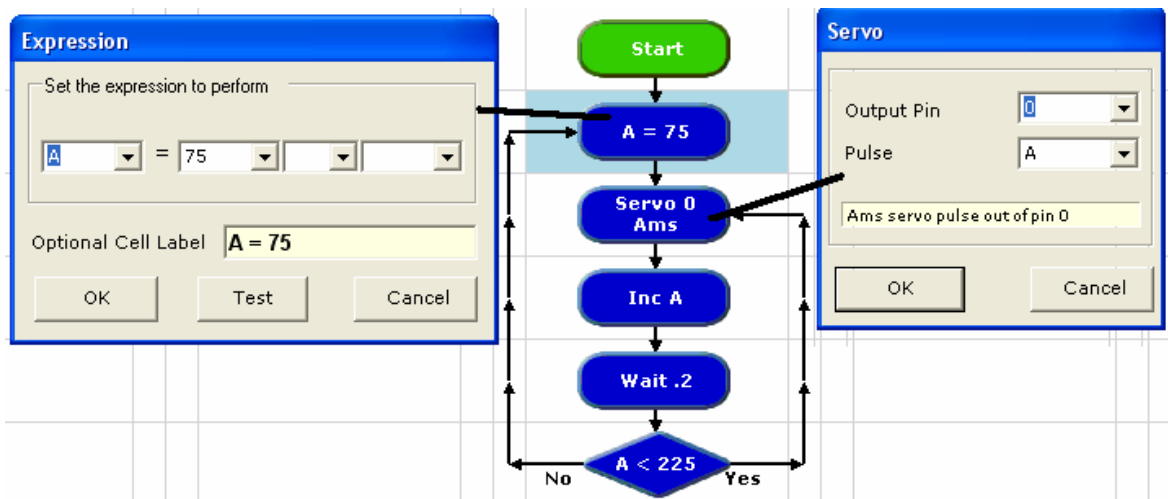 Expression
Set the expression to perform
A = 75
Optional Cell Label A = 75
OK Test Cancel
Start
A = 75
Servo 0
Ams
Inc A
Wait .2
A < 225
No Yes
Servo
Output Pin 0
Pulse A
Ams servo pulse out of pin 0
OK Cancel